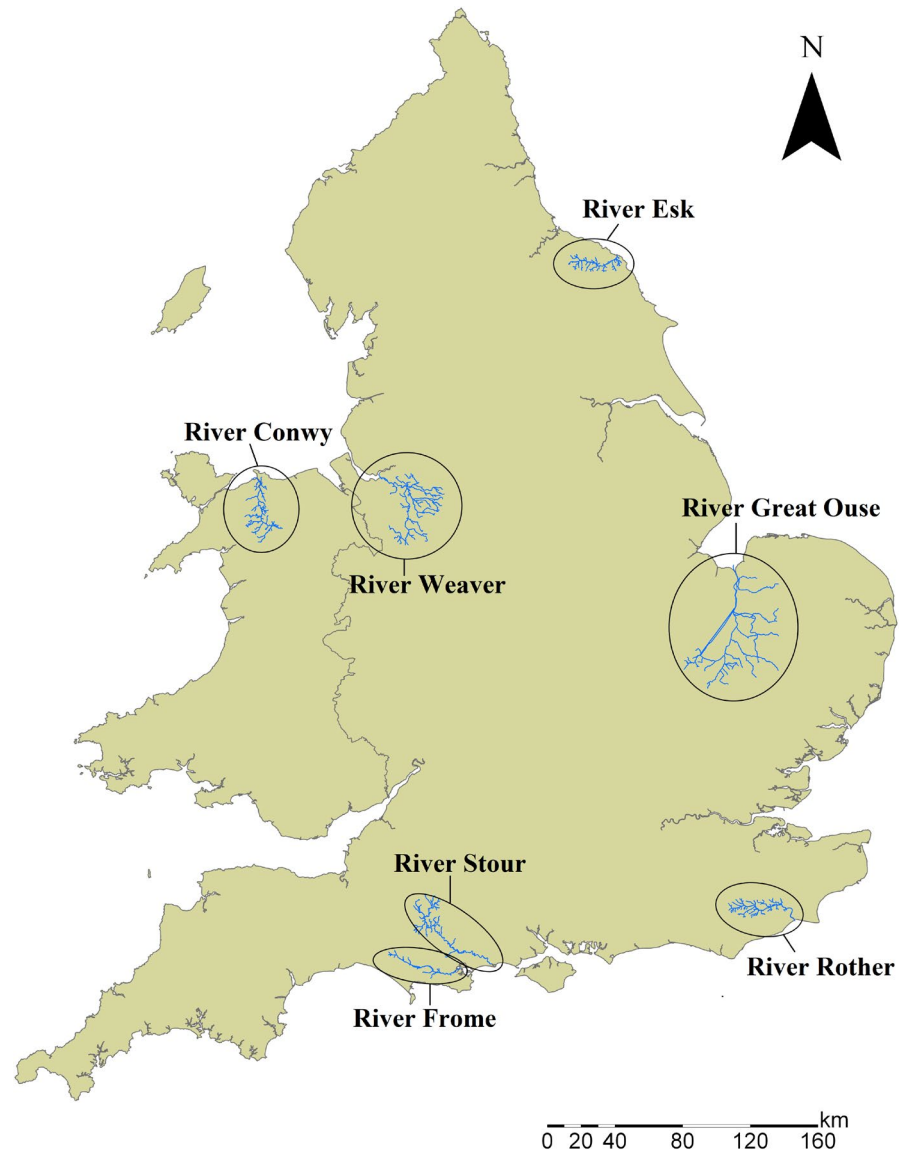 N
River Esk
River Conwy
River Great Ouse
River Weaver
River Stour
River Rother
River Frome
km
0 20 40 80 120 160